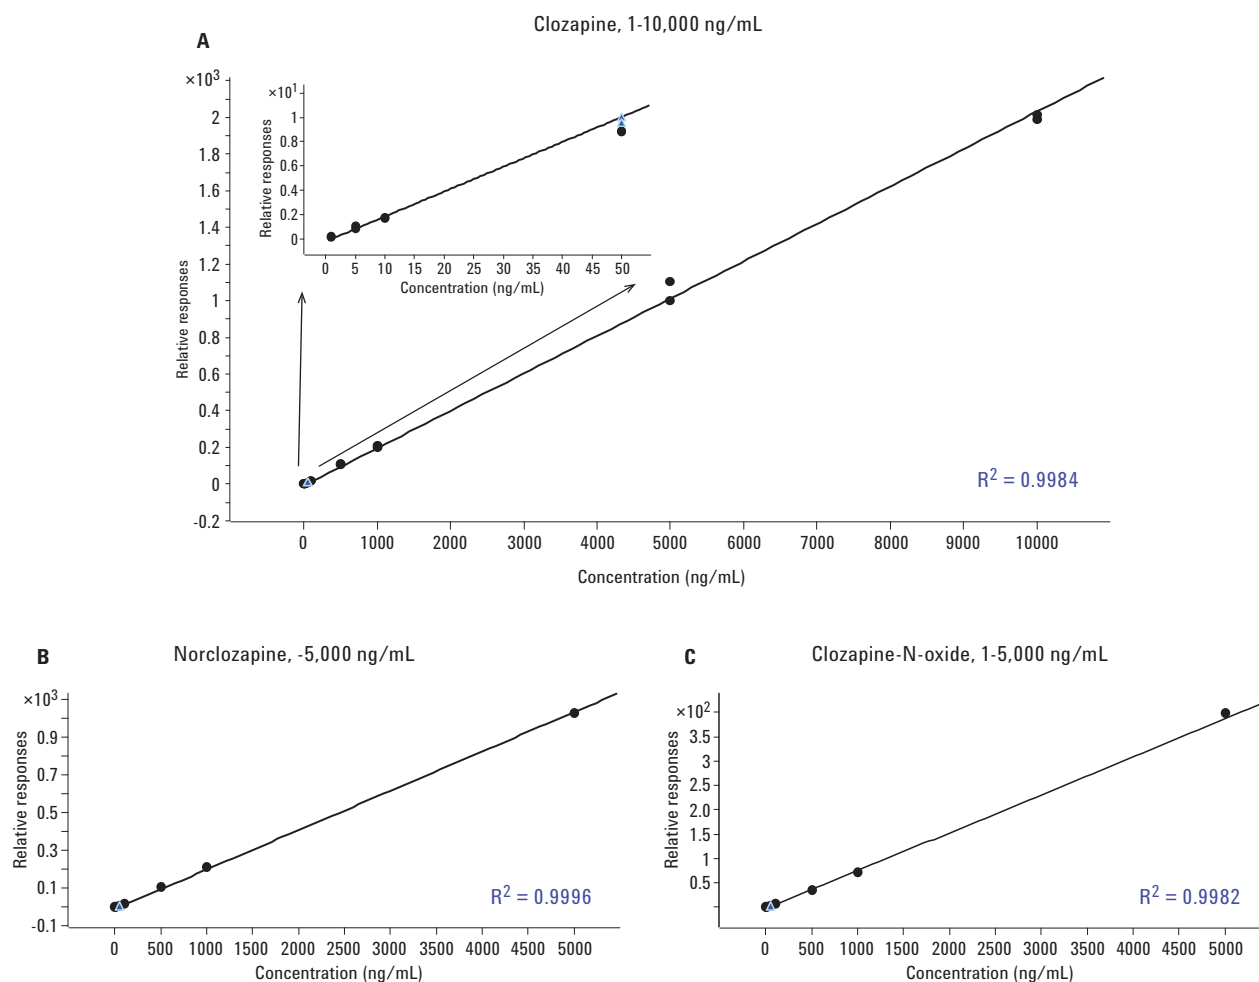 Clozapine, 1-10,000 ng/mL
A
×10³
2
1.8
1.6
1.4
1.2
1
0.8
0.6
0.4
0.2
0
-0.2
Relative responses
0 1000 2000 3000 4000 5000 6000 7000 8000 9000 10000
Concentration (ng/mL)
R² = 0.9984
×10¹
1
0.8
0.6
0.4
0.2
0
Relative responses
0 5 10 15 20 25 30 35 40 45 50
Concentration (ng/mL)
B
Norclozapine, -5,000 ng/mL
×10³
0.9
0.7
0.5
0.3
0.1
-0.1
Relative responses
0 500 1000 1500 2000 2500 3000 3500 4000 4500 5000
Concentration (ng/mL)
R² = 0.9996
C
Clozapine-N-oxide, 1-5,000 ng/mL
×10²
3.5
3
2.5
2.0
1.5
1
0.5
Relative responses
0 500 1000 1500 2000 2500 3000 3500 4000 4500 5000
Concentration (ng/mL)
R² = 0.9982